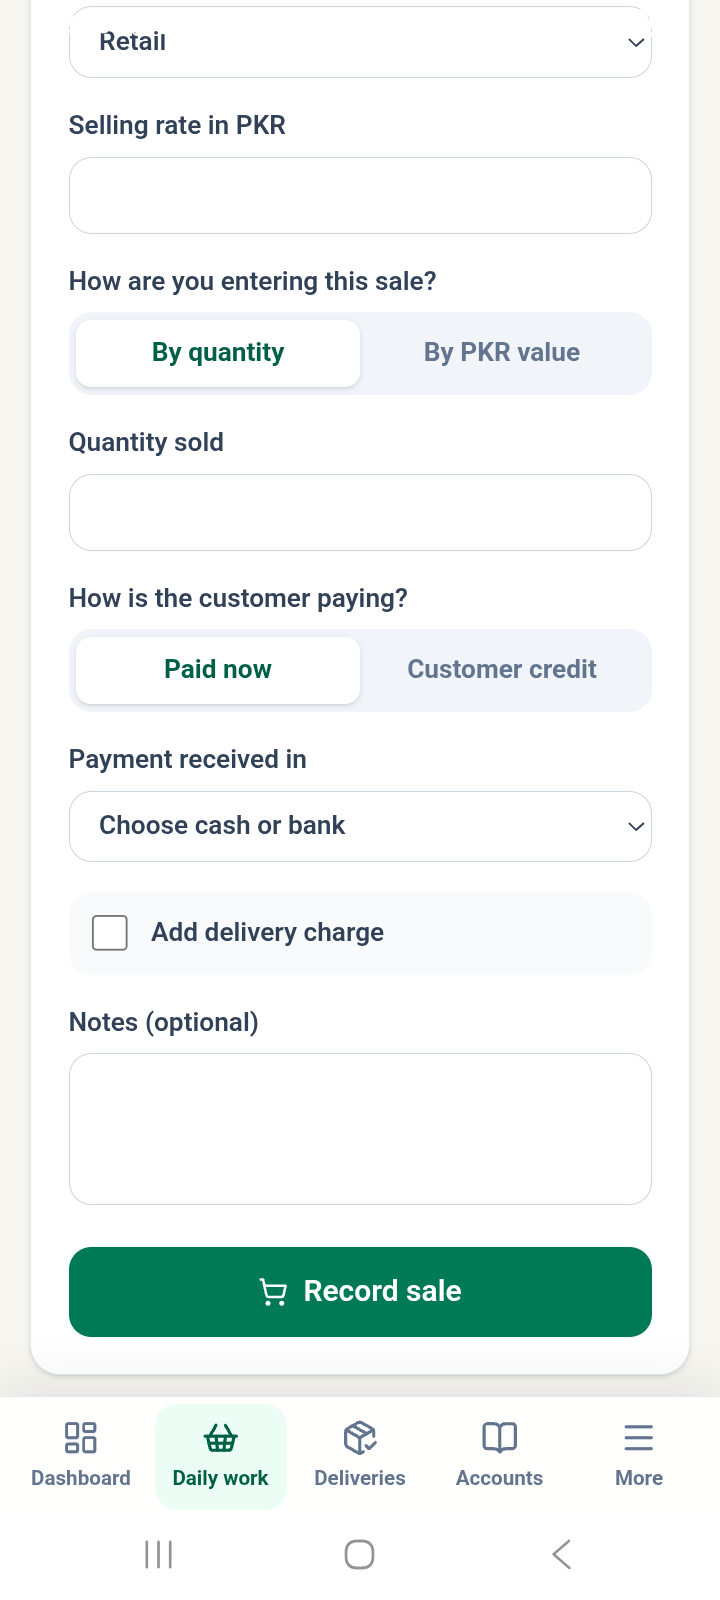 Retail
Selling rate in PKR
How are you entering this sale?
By quantity
By PKR value
Quantity sold
How is the customer paying?
Paid now
Customer credit
Payment received in
Choose cash or bank
Add delivery charge
Notes (optional)
Record sale
Dashboard
Daily work
Deliveries
Accounts
More